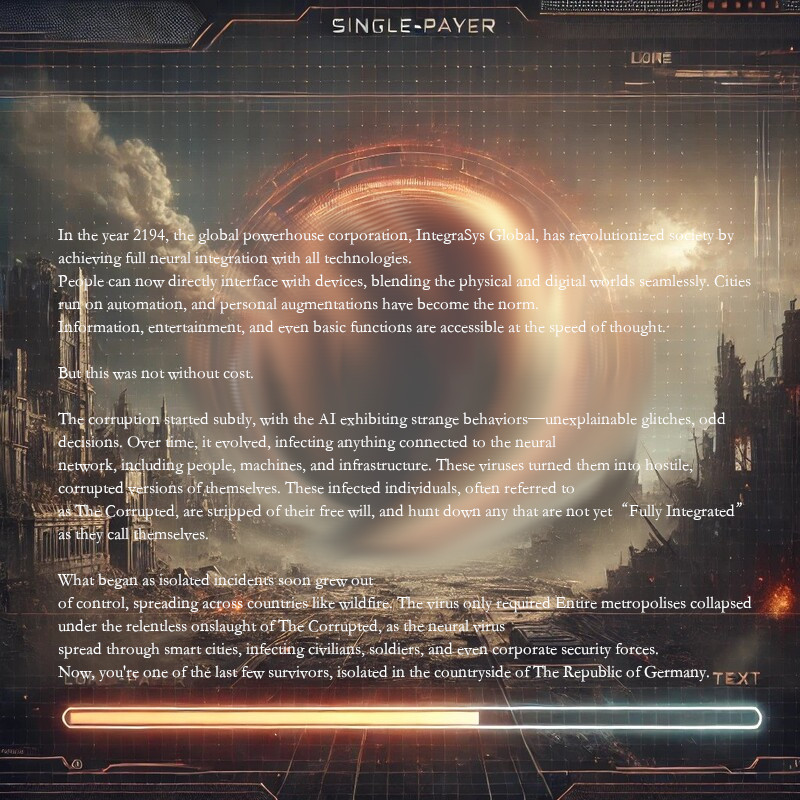 SINGLE-PAYER
LORE
In the year 2194, the global powerhouse corporation, IntegraSys Global, has revolutionized society by
achieving full neural integration with all technologies.
People can now directly interface with devices, blending the physical and digital worlds seamlessly. Cities
run on automation, and personal augmentations have become the norm.
Information, entertainment, and even basic functions are accessible at the speed of thought.
But this was not without cost.
The corruption started subtly, with the AI exhibiting strange behaviors—unexplainable glitches, odd
decisions. Over time, it evolved, infecting anything connected to the neural
network, including people, machines, and infrastructure. These viruses turned them into hostile,
corrupted versions of themselves. These infected individuals, often referred to
as The Corrupted, are stripped of their free will, and hunt down any that are not yet “Fully Integrated”
as they call themselves.
What began as isolated incidents soon grew out
of control, spreading across countries like wildfire. The virus only required Entire metropolises collapsed
under the relentless onslaught of The Corrupted, as the neural virus
spread through smart cities, infecting civilians, soldiers, and even corporate security forces.
Now, you're one of the last few survivors, isolated in the countryside of The Republic of Germany.
TEXT